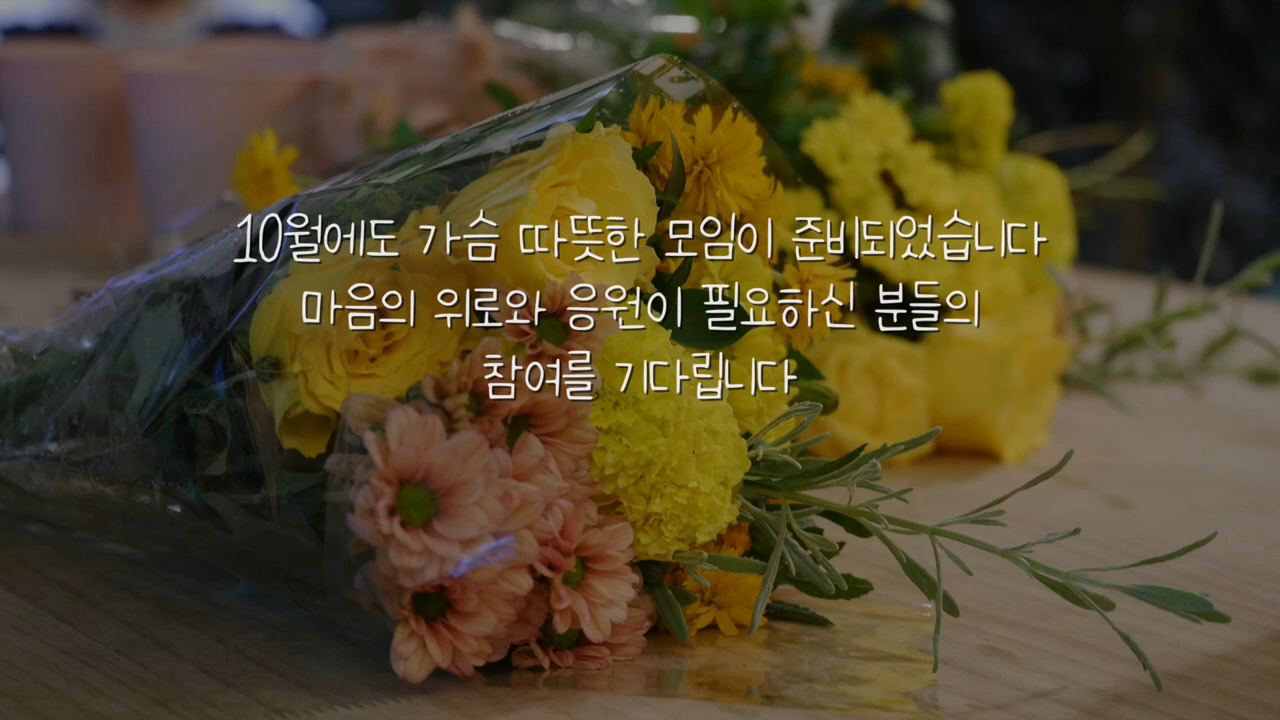 10월에도 가슴 따뜻한 모임이 준비되었습니다
마음의 위로와 응원이 필요하신 분들의
참여를 기다립니다